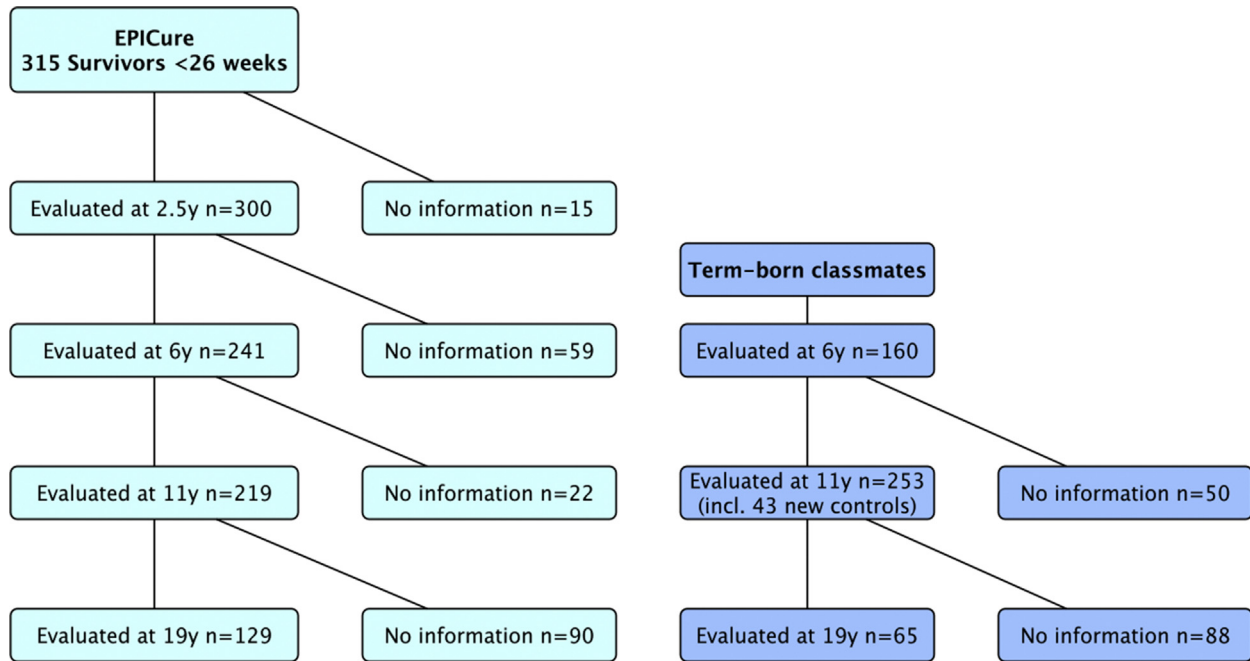 EPICure
315 Survivors <26 weeks
Evaluated at 2.5y n=300
No information n=15
Term-born classmates
Evaluated at 6y n=241
No information n=59
Evaluated at 6y n=160
Evaluated at 11y n=219
No information n=22
Evaluated at 11y n=253
(incl. 43 new controls)
No information n=50
Evaluated at 19y n=129
No information n=90
Evaluated at 19y n=65
No information n=88